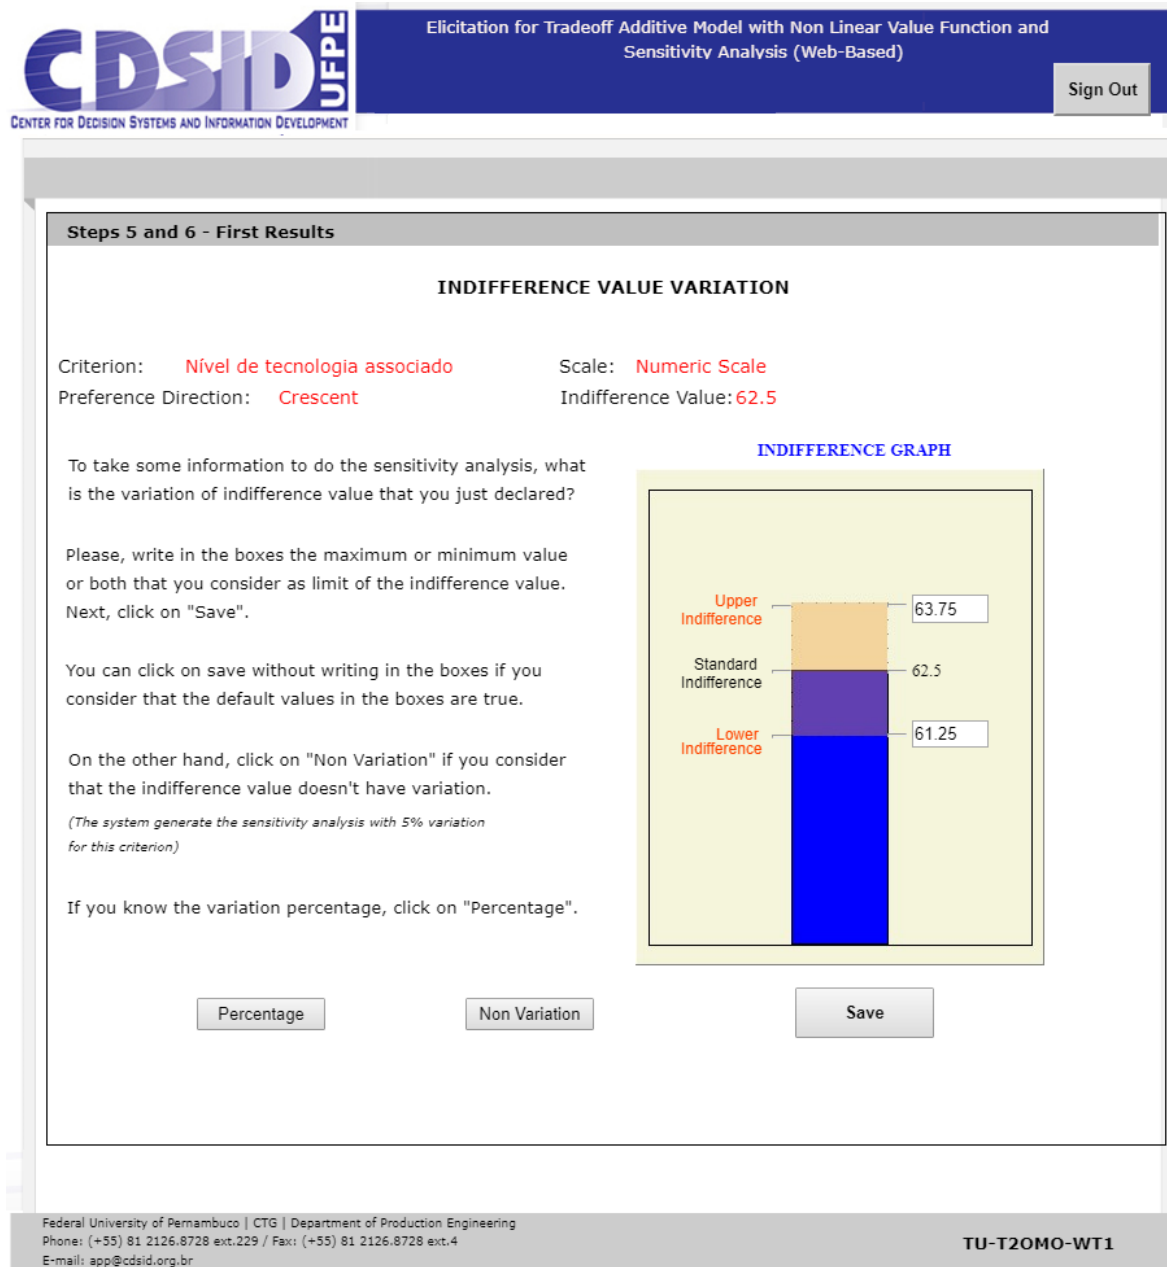 CDSID
UFPE
CENTER FOR DECISION SYSTEMS AND INFORMATION DEVELOPMENT
Elicitation for Tradeoff Additive Model with Non Linear Value Function and
Sensitivity Analysis (Web-Based)
Sign Out
Steps 5 and 6 - First Results
INDIFFERENCE VALUE VARIATION
Criterion: Nível de tecnologia associado
Scale: Numeric Scale
Preference Direction: Crescent
Indifference Value: 62.5
To take some information to do the sensitivity analysis, what
is the variation of indifference value that you just declared?
Please, write in the boxes the maximum or minimum value
or both that you consider as limit of the indifference value.
Next, click on "Save".
You can click on save without writing in the boxes if you
consider that the default values in the boxes are true.
On the other hand, click on "Non Variation" if you consider
that the indifference value doesn't have variation.
(The system generate the sensitivity analysis with 5% variation
for this criterion)
If you know the variation percentage, click on "Percentage".
INDIFFERENCE GRAPH
Upper
Indifference
63.75
Standard
Indifference
62.5
Lower
Indifference
61.25
Percentage
Non Variation
Save
Federal University of Pernambuco | CTG | Department of Production Engineering
Phone: (+55) 81 2126.8728 ext.229 / Fax: (+55) 81 2126.8728 ext.4
E-mail: app@cdsid.org.br
TU-T2OMO-WT1